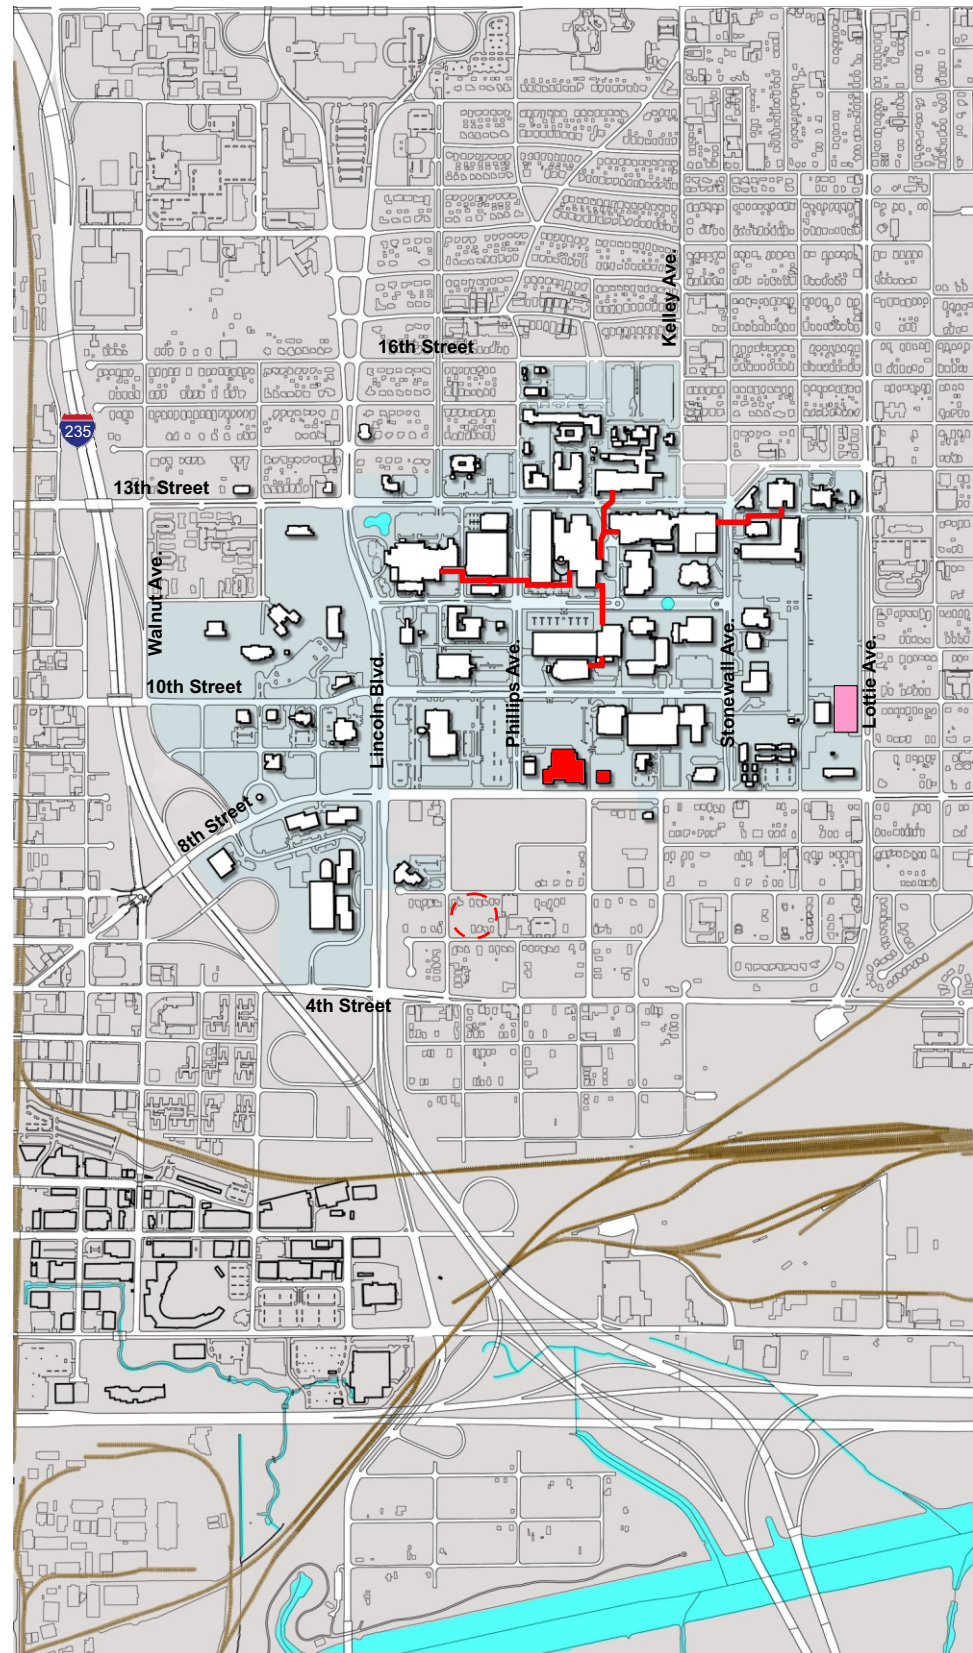 Kelley Ave.
16th Street
235
13th Street
Walnut Ave.
10th Street
Lincoln Blvd.
Phillips Ave.
Stonewall Ave.
Lottie Ave.
8th Street
4th Street